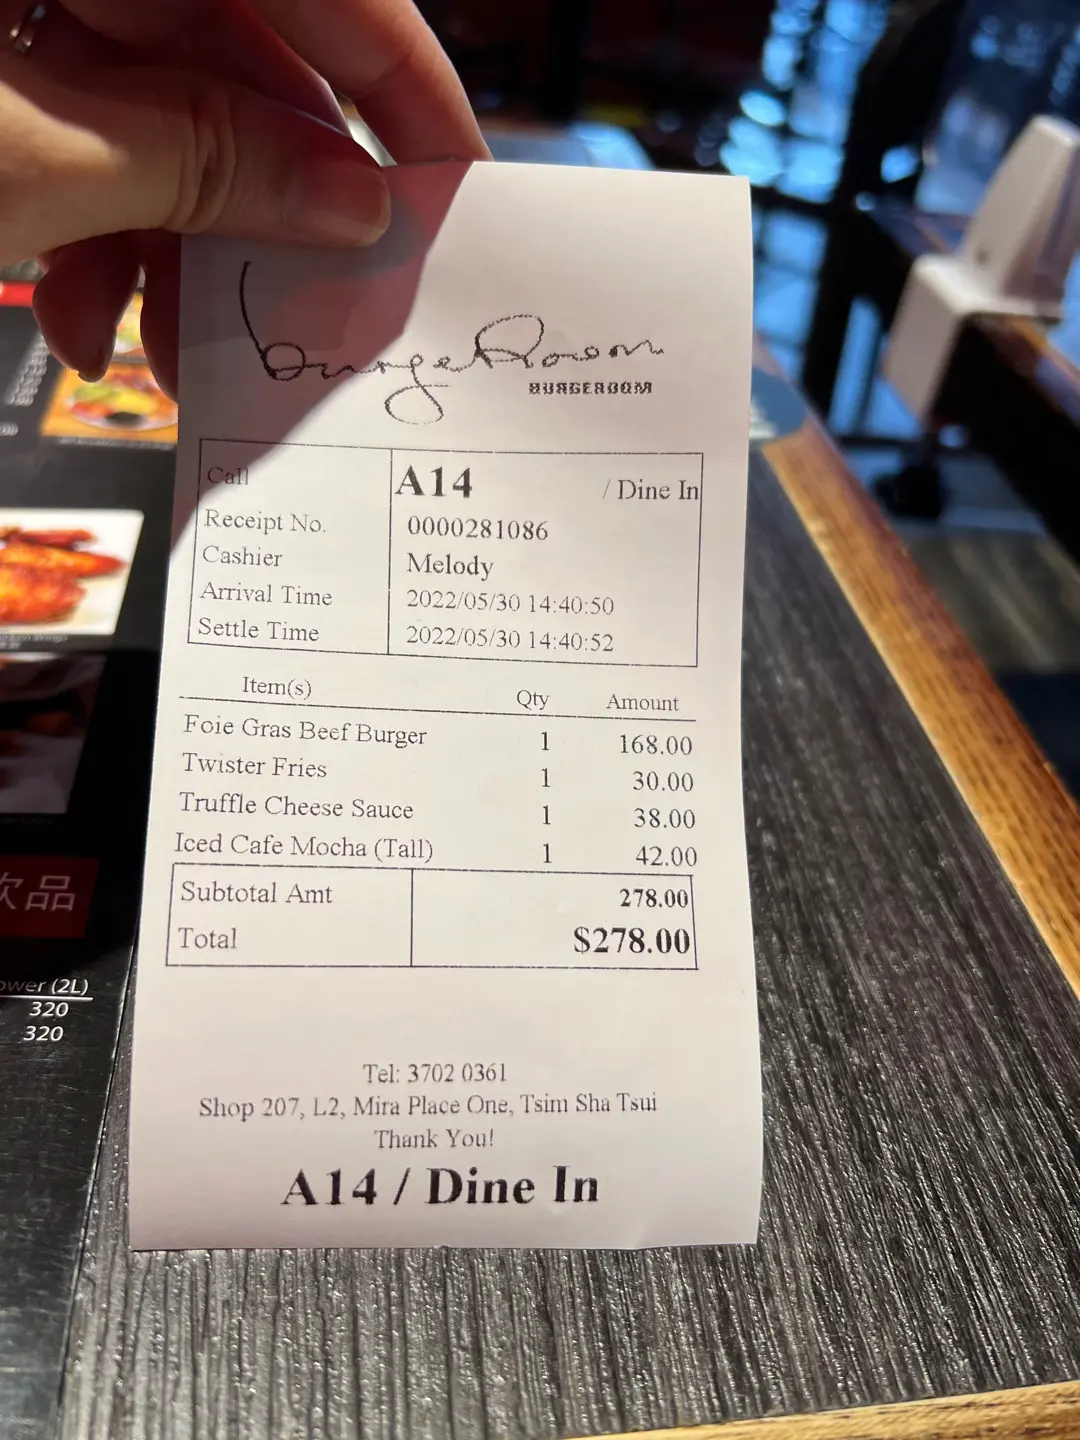 BurgeRoom
BURGEROOM
Call A14 / Dine In
Receipt No. 0000281086
Cashier Melody
Arrival Time 2022/05/30 14:40:50
Settle Time 2022/05/30 14:40:52
Item(s) Qty Amount
Foie Gras Beef Burger 1 168.00
Twister Fries 1 30.00
Truffle Cheese Sauce 1 38.00
Iced Cafe Mocha (Tall) 1 42.00
Subtotal Amt 278.00
Total $278.00
Tel: 3702 0361
Shop 207, L2, Mira Place One, Tsim Sha Tsui
Thank You!
A14 / Dine In
飲品
(2L)
320
320